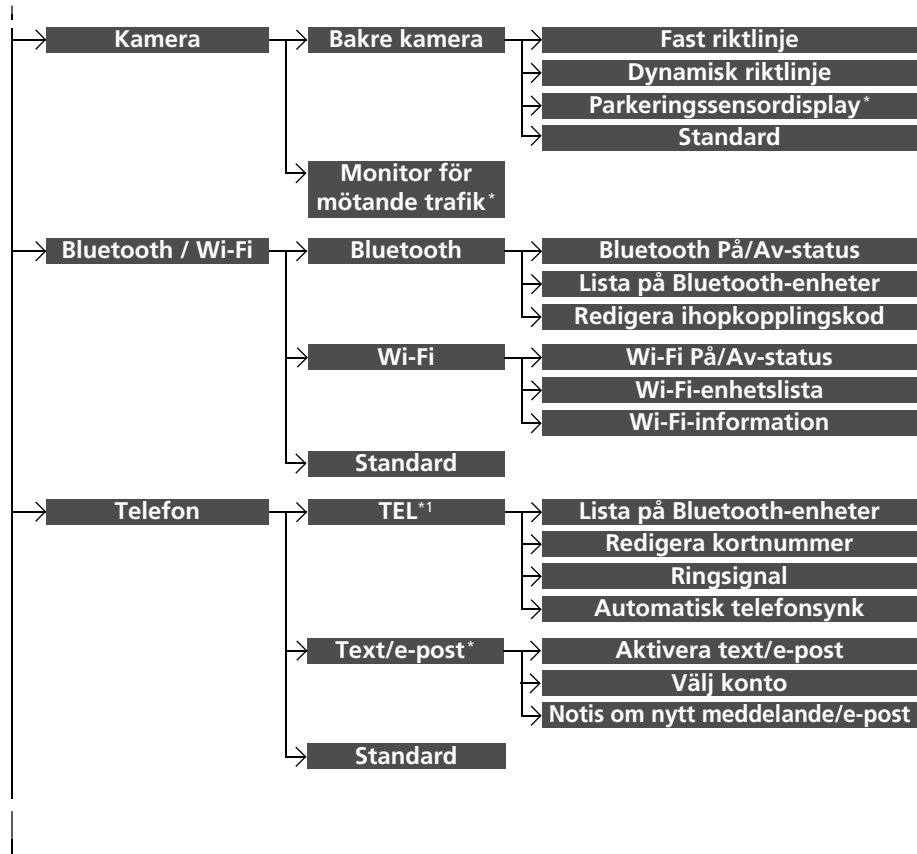 Kamera
Bakre kamera
Fast riktlinje
Dynamisk riktlinje
Parkeringssensordisplay*
Standard
Monitor för
mötande trafik*
Bluetooth / Wi-Fi
Bluetooth
Bluetooth På/Av-status
Lista på Bluetooth-enheter
Redigera ihopkopplingskod
Wi-Fi
Wi-Fi På/Av-status
Wi-Fi-enhetslista
Wi-Fi-information
Standard
Telefon
TEL*1
Lista på Bluetooth-enheter
Redigera kortnummer
Ringsignal
Automatisk telefonsynk
Text/e-post*
Aktivera text/e-post
Välj konto
Notis om nytt meddelande/e-post
Standard